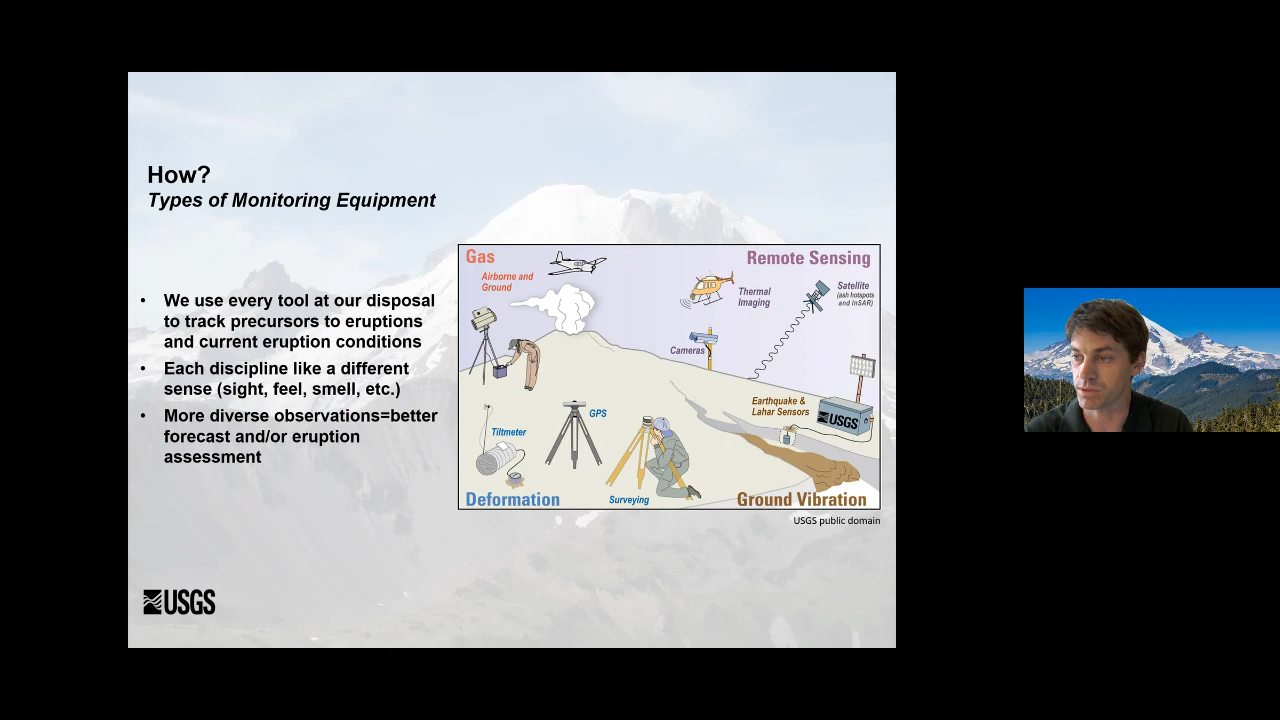 How?
Types of Monitoring Equipment
• We use every tool at our disposal
to track precursors to eruptions
and current eruption conditions
• Each discipline like a different
sense (sight, feel, smell, etc.)
• More diverse observations=better
forecast and/or eruption
assessment
Gas
Airborne and
Ground
Remote Sensing
Thermal
Imaging
Satellite
(ash hotspots
and InSAR)
Cameras
Earthquake &
Lahar Sensors
USGS
GPS
Tiltmeter
Deformation
Surveying
Ground Vibration
USGS public domain
USGS